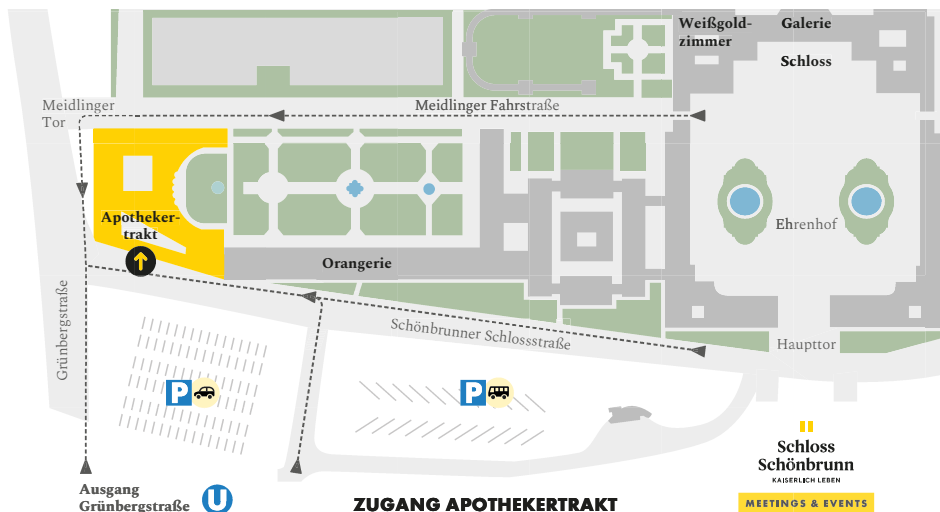 Weißgold-
zimmer
Galerie
Schloss
Meidlinger
Tor
Meidlinger Fahrstraße
Apotheker-
trakt
Ehrenhof
Orangerie
Grünbergstraße
Schönbrunner Schlossstraße
Haupttor
P
P
Schloss
Schönbrunn
KAISERLICH LEBEN
MEETINGS & EVENTS
Ausgang
Grünbergstraße
U
ZUGANG APOTHEKERTRAKT